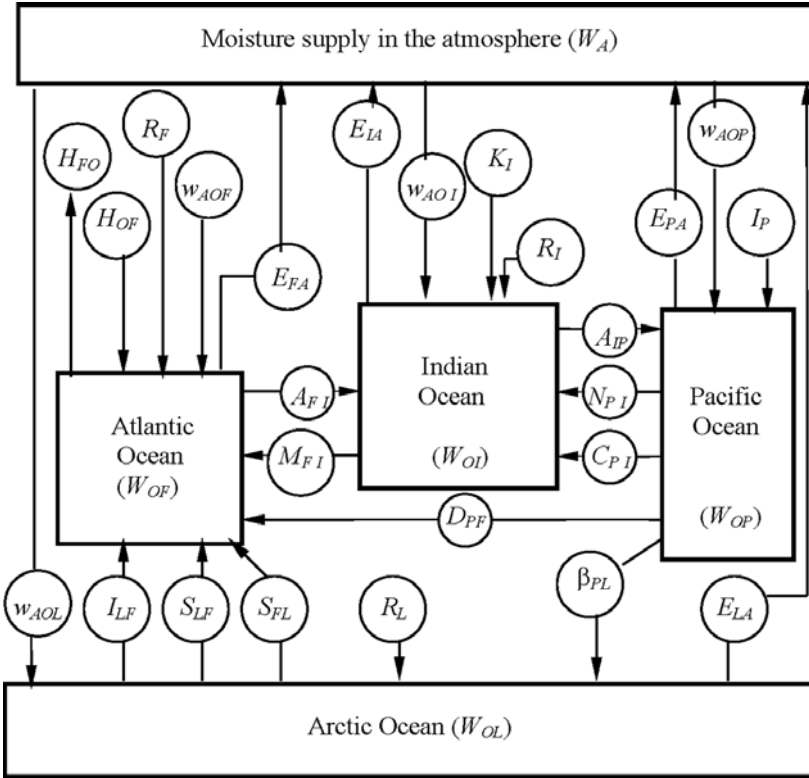 Moisture supply in the atmosphere (W_A)
R_F
E_IA
w_AOP
H_FO
K_I
w_AOF
w_AO I
H_OF
E_PA
I_P
R_I
E_FA
A_IP
Indian
Ocean
(W_OI)
A_F I
N_P I
Pacific
Ocean
(W_OP)
Atlantic
Ocean
(W_OF)
M_F I
C_P I
D_PF
β_PL
w_AOL
I_LF
S_LF
S_FL
R_L
E_LA
Arctic Ocean (W_OL)